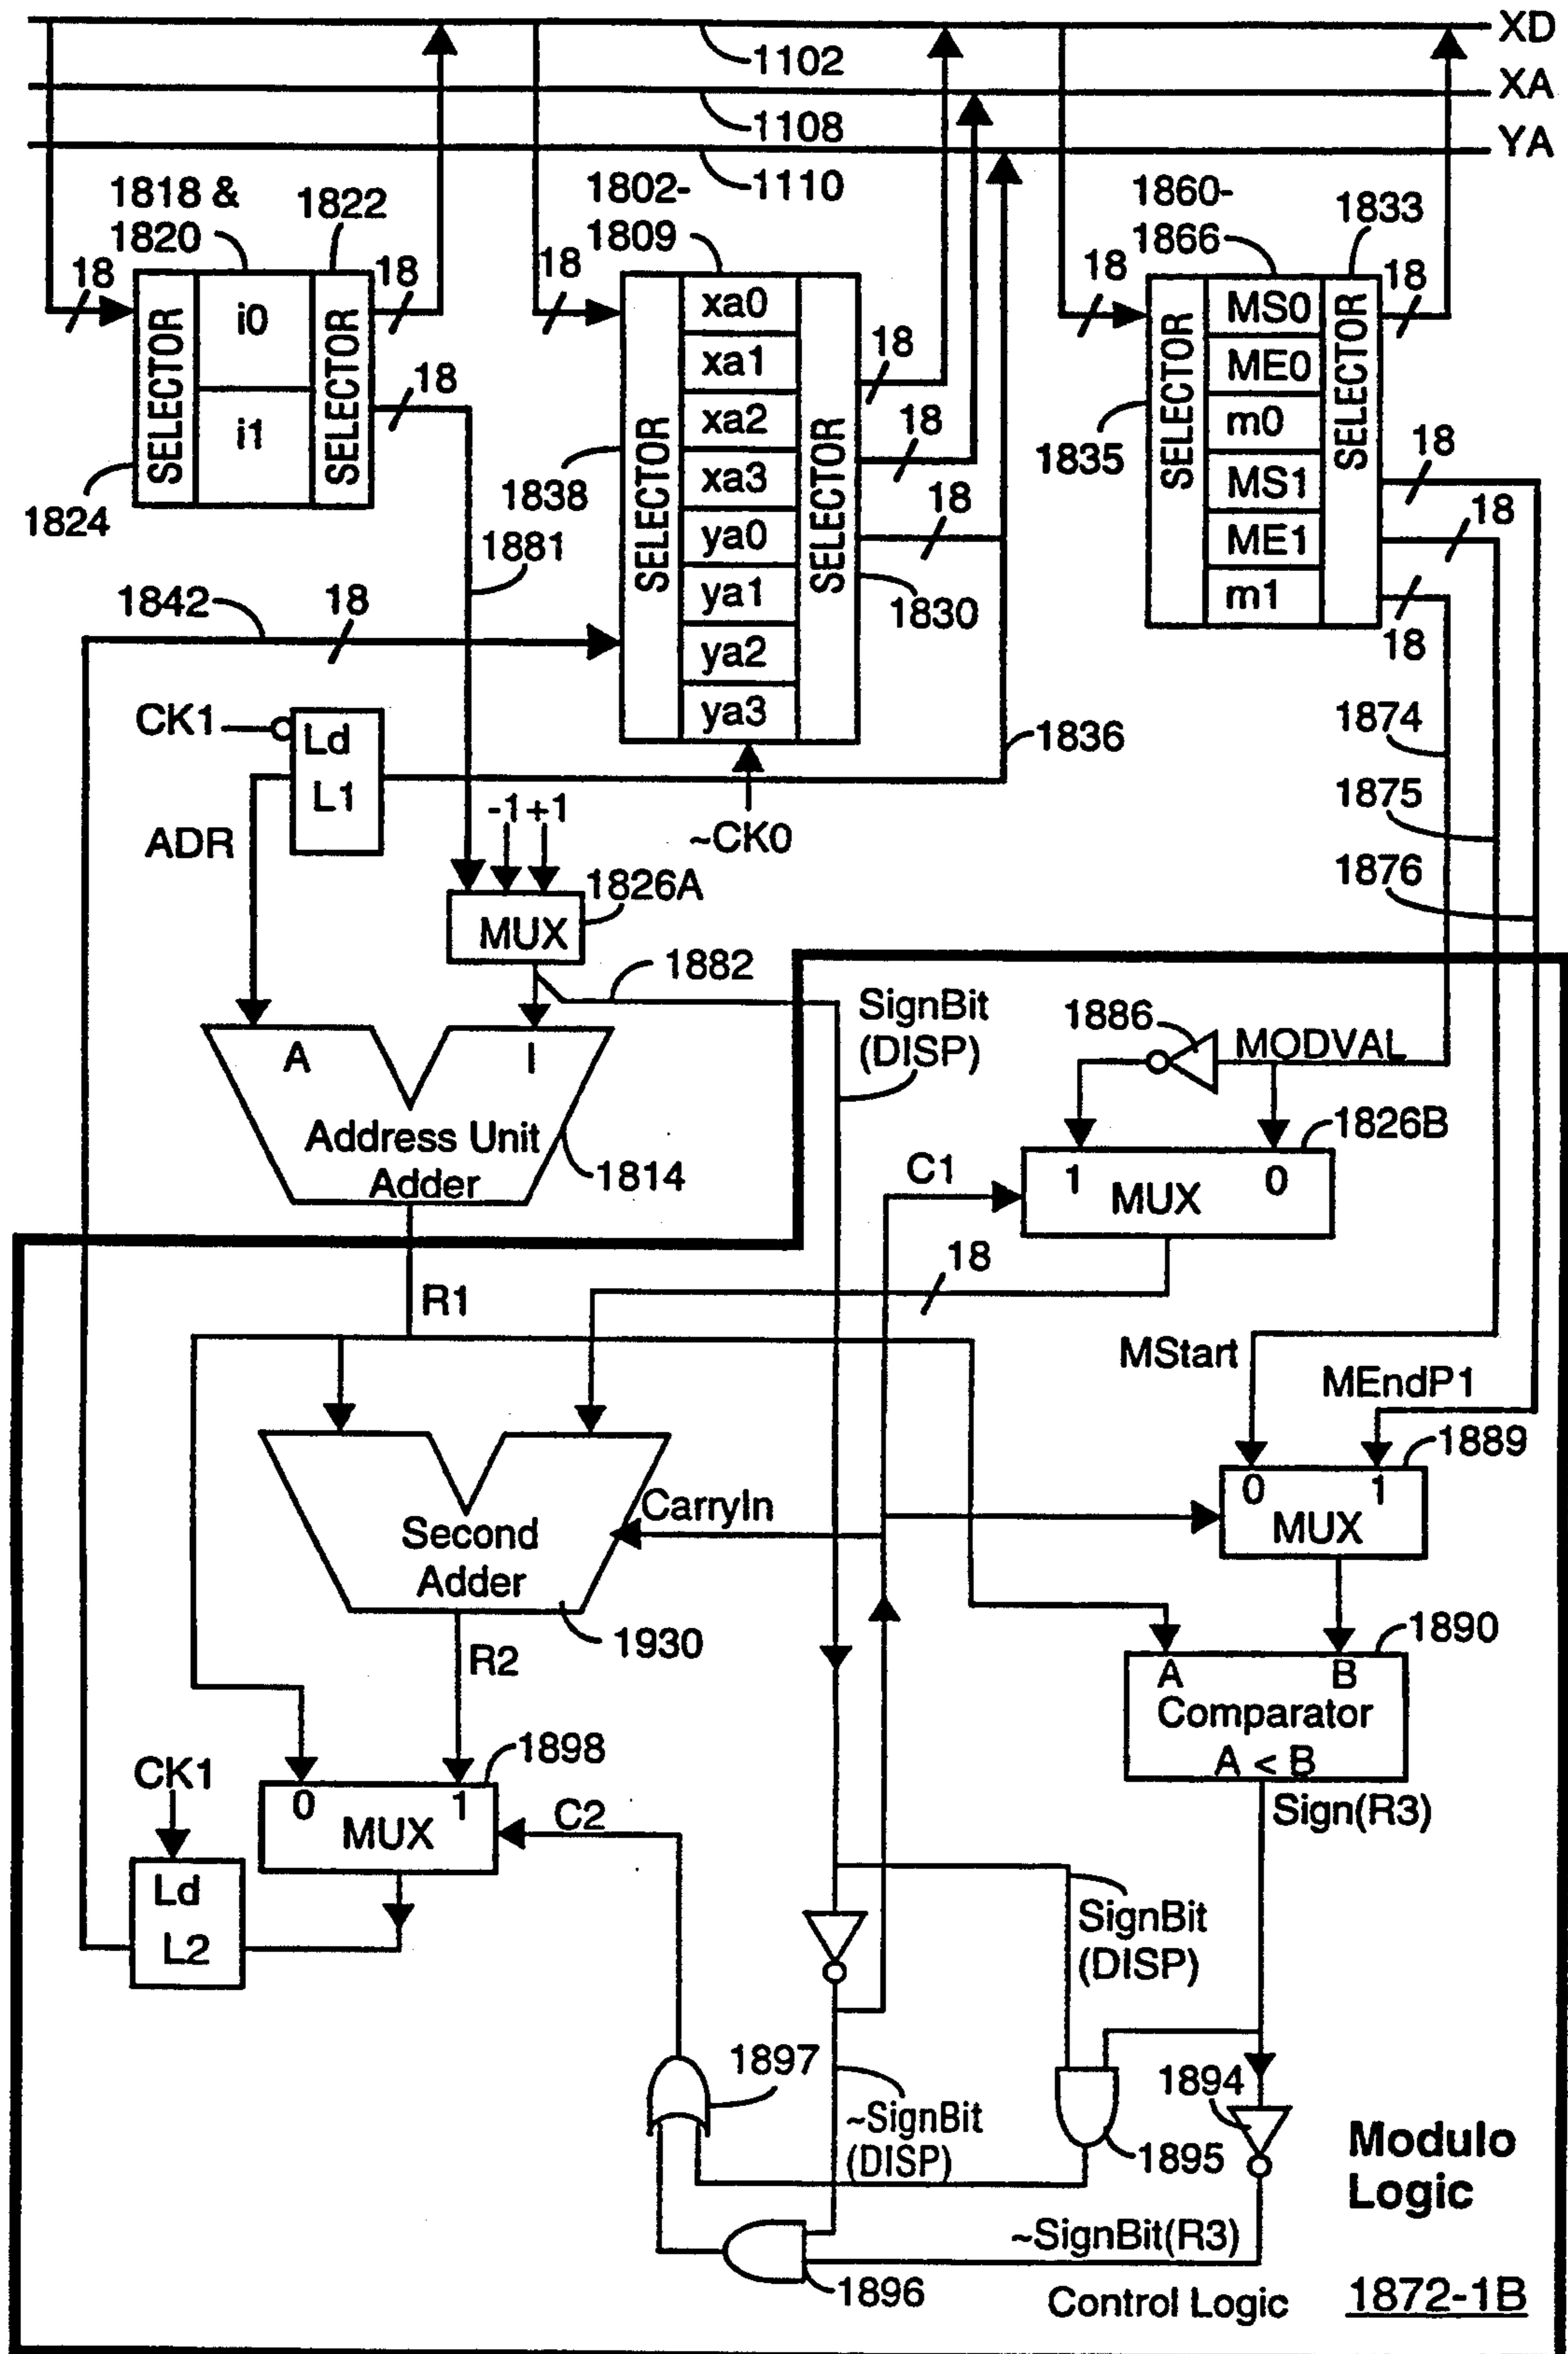 XD
1102
XA
1108
YA
1110
1818 &
1820
1822
1802-
1809
1860-
1866
1833
18
18
18
18
18
SELECTOR
i0
i1
SELECTOR
18
1824
SELECTOR
xa0
xa1
xa2
xa3
ya0
ya1
ya2
ya3
SELECTOR
18
18
18
1838
1830
SELECTOR
MS0
ME0
m0
MS1
ME1
m1
SELECTOR
1835
18
18
18
1881
1842
18
CK1
Ld
L1
1836
1874
1875
1876
ADR
-1
+1
~CK0
1826A
MUX
1882
SignBit
(DISP)
1886
MODVAL
A
I
Address Unit
Adder
1814
1826B
C1
1
MUX
0
18
R1
MStart
MEndP1
1889
0
1
MUX
CarryIn
Second
Adder
1930
R2
1890
A
B
Comparator
A < B
Sign(R3)
1898
CK1
0
1
MUX
C2
Ld
L2
SignBit
(DISP)
1897
1894
~SignBit
(DISP)
1895
Modulo
Logic
~SignBit(R3)
1896
Control Logic
1872-1B